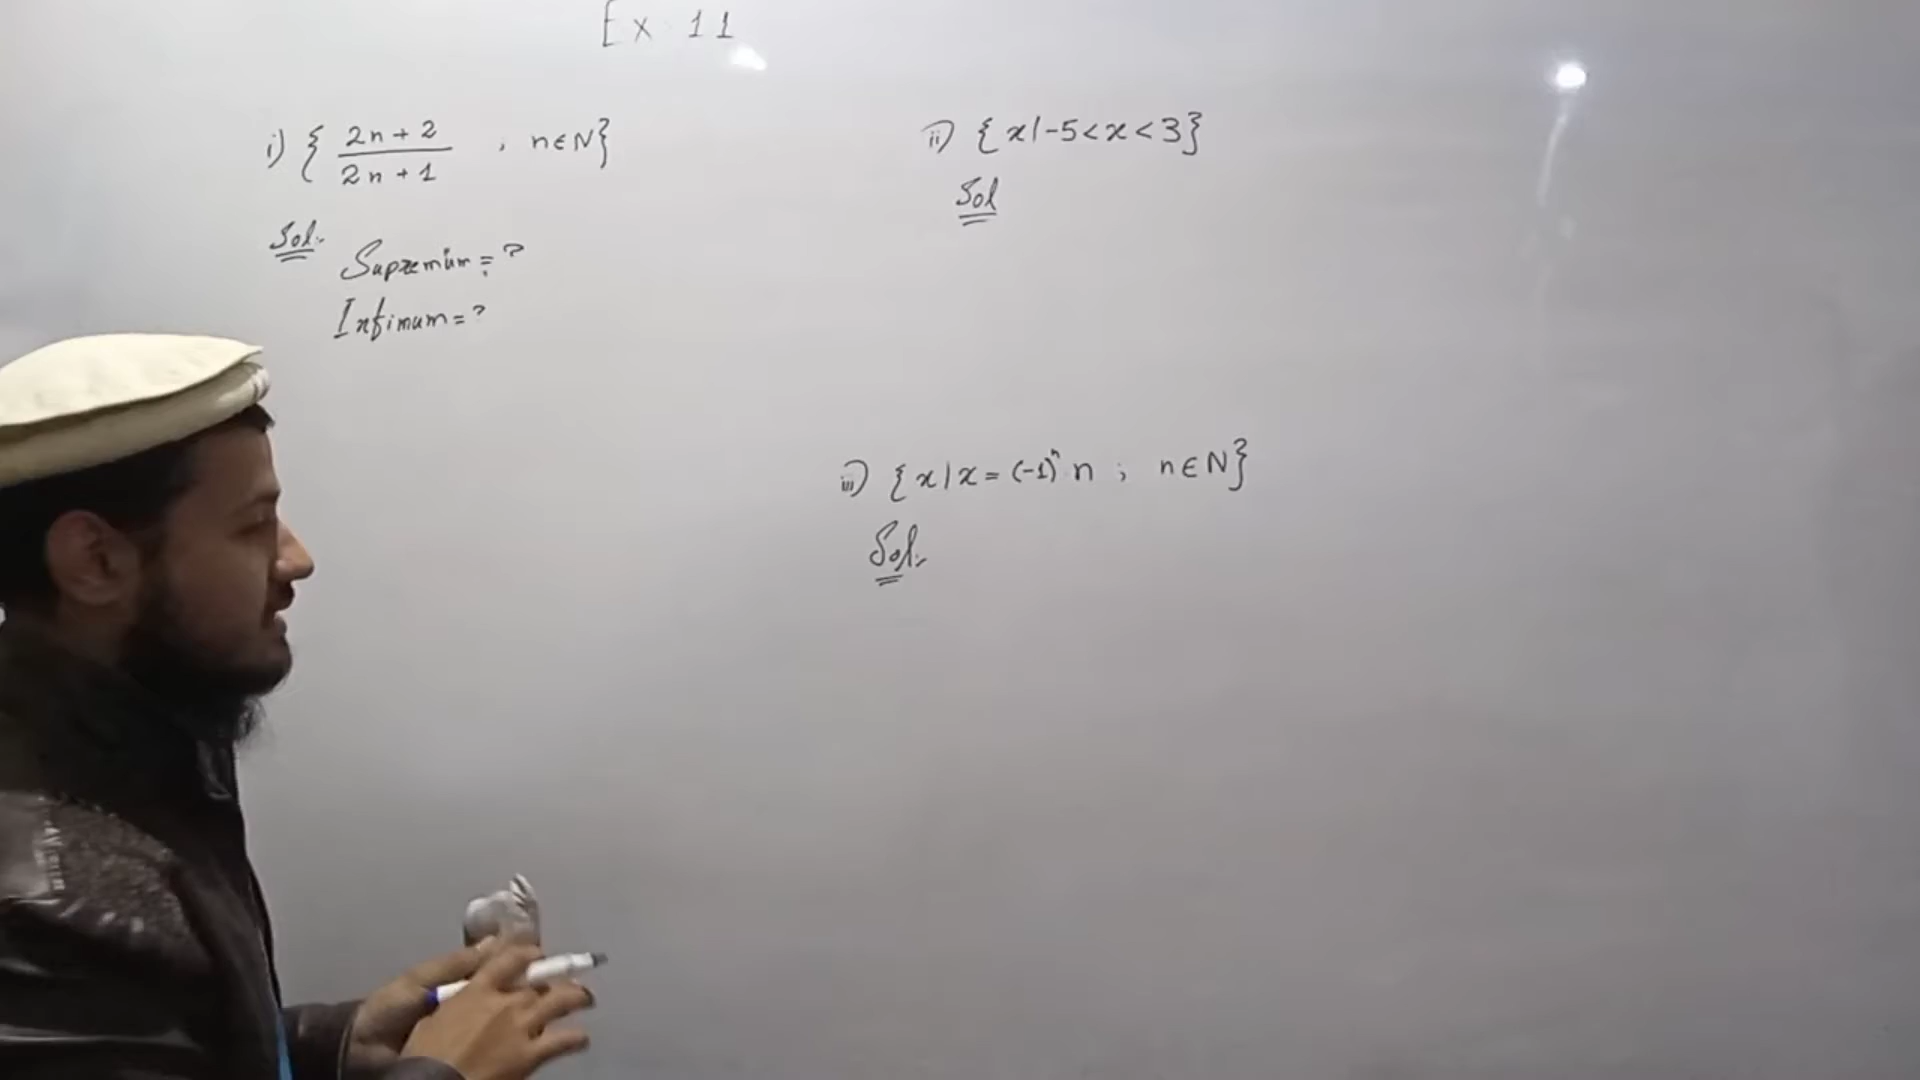 Ex 11
i) { 2n+2 / 2n+1 , n∈N}
Sol:
Supremum = ?
Infimum = ?
ii) {x|-5<x<3}
Sol
iii) {x|x=(-1)ⁿ n ; n∈N}
Sol: